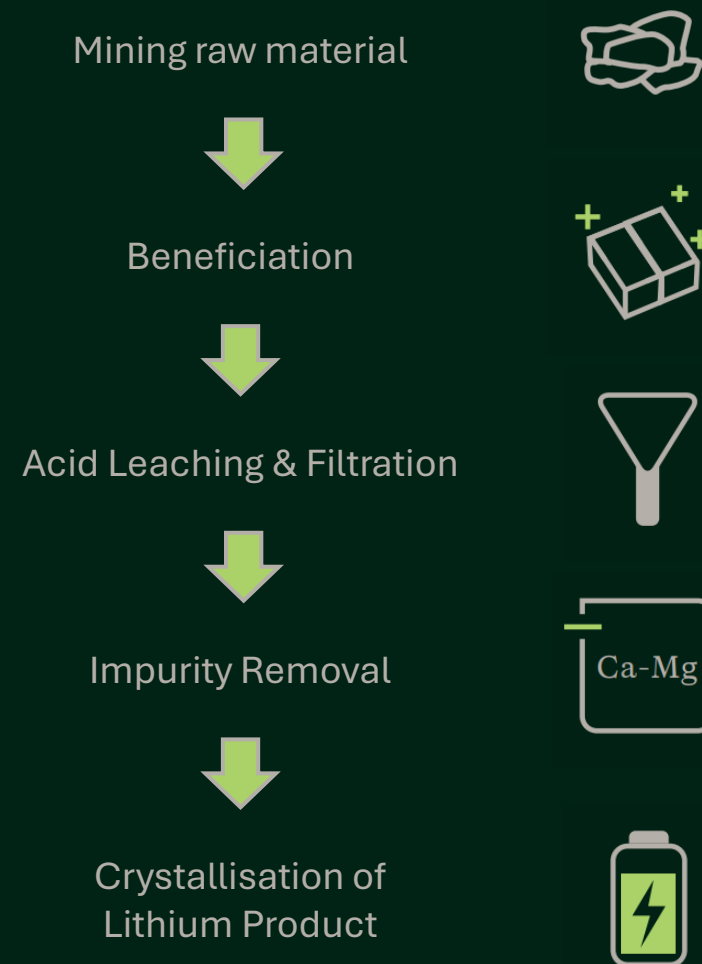 Mining raw material
Beneficiation
Acid Leaching & Filtration
Impurity Removal
Ca-Mg
Crystallisation of
Lithium Product